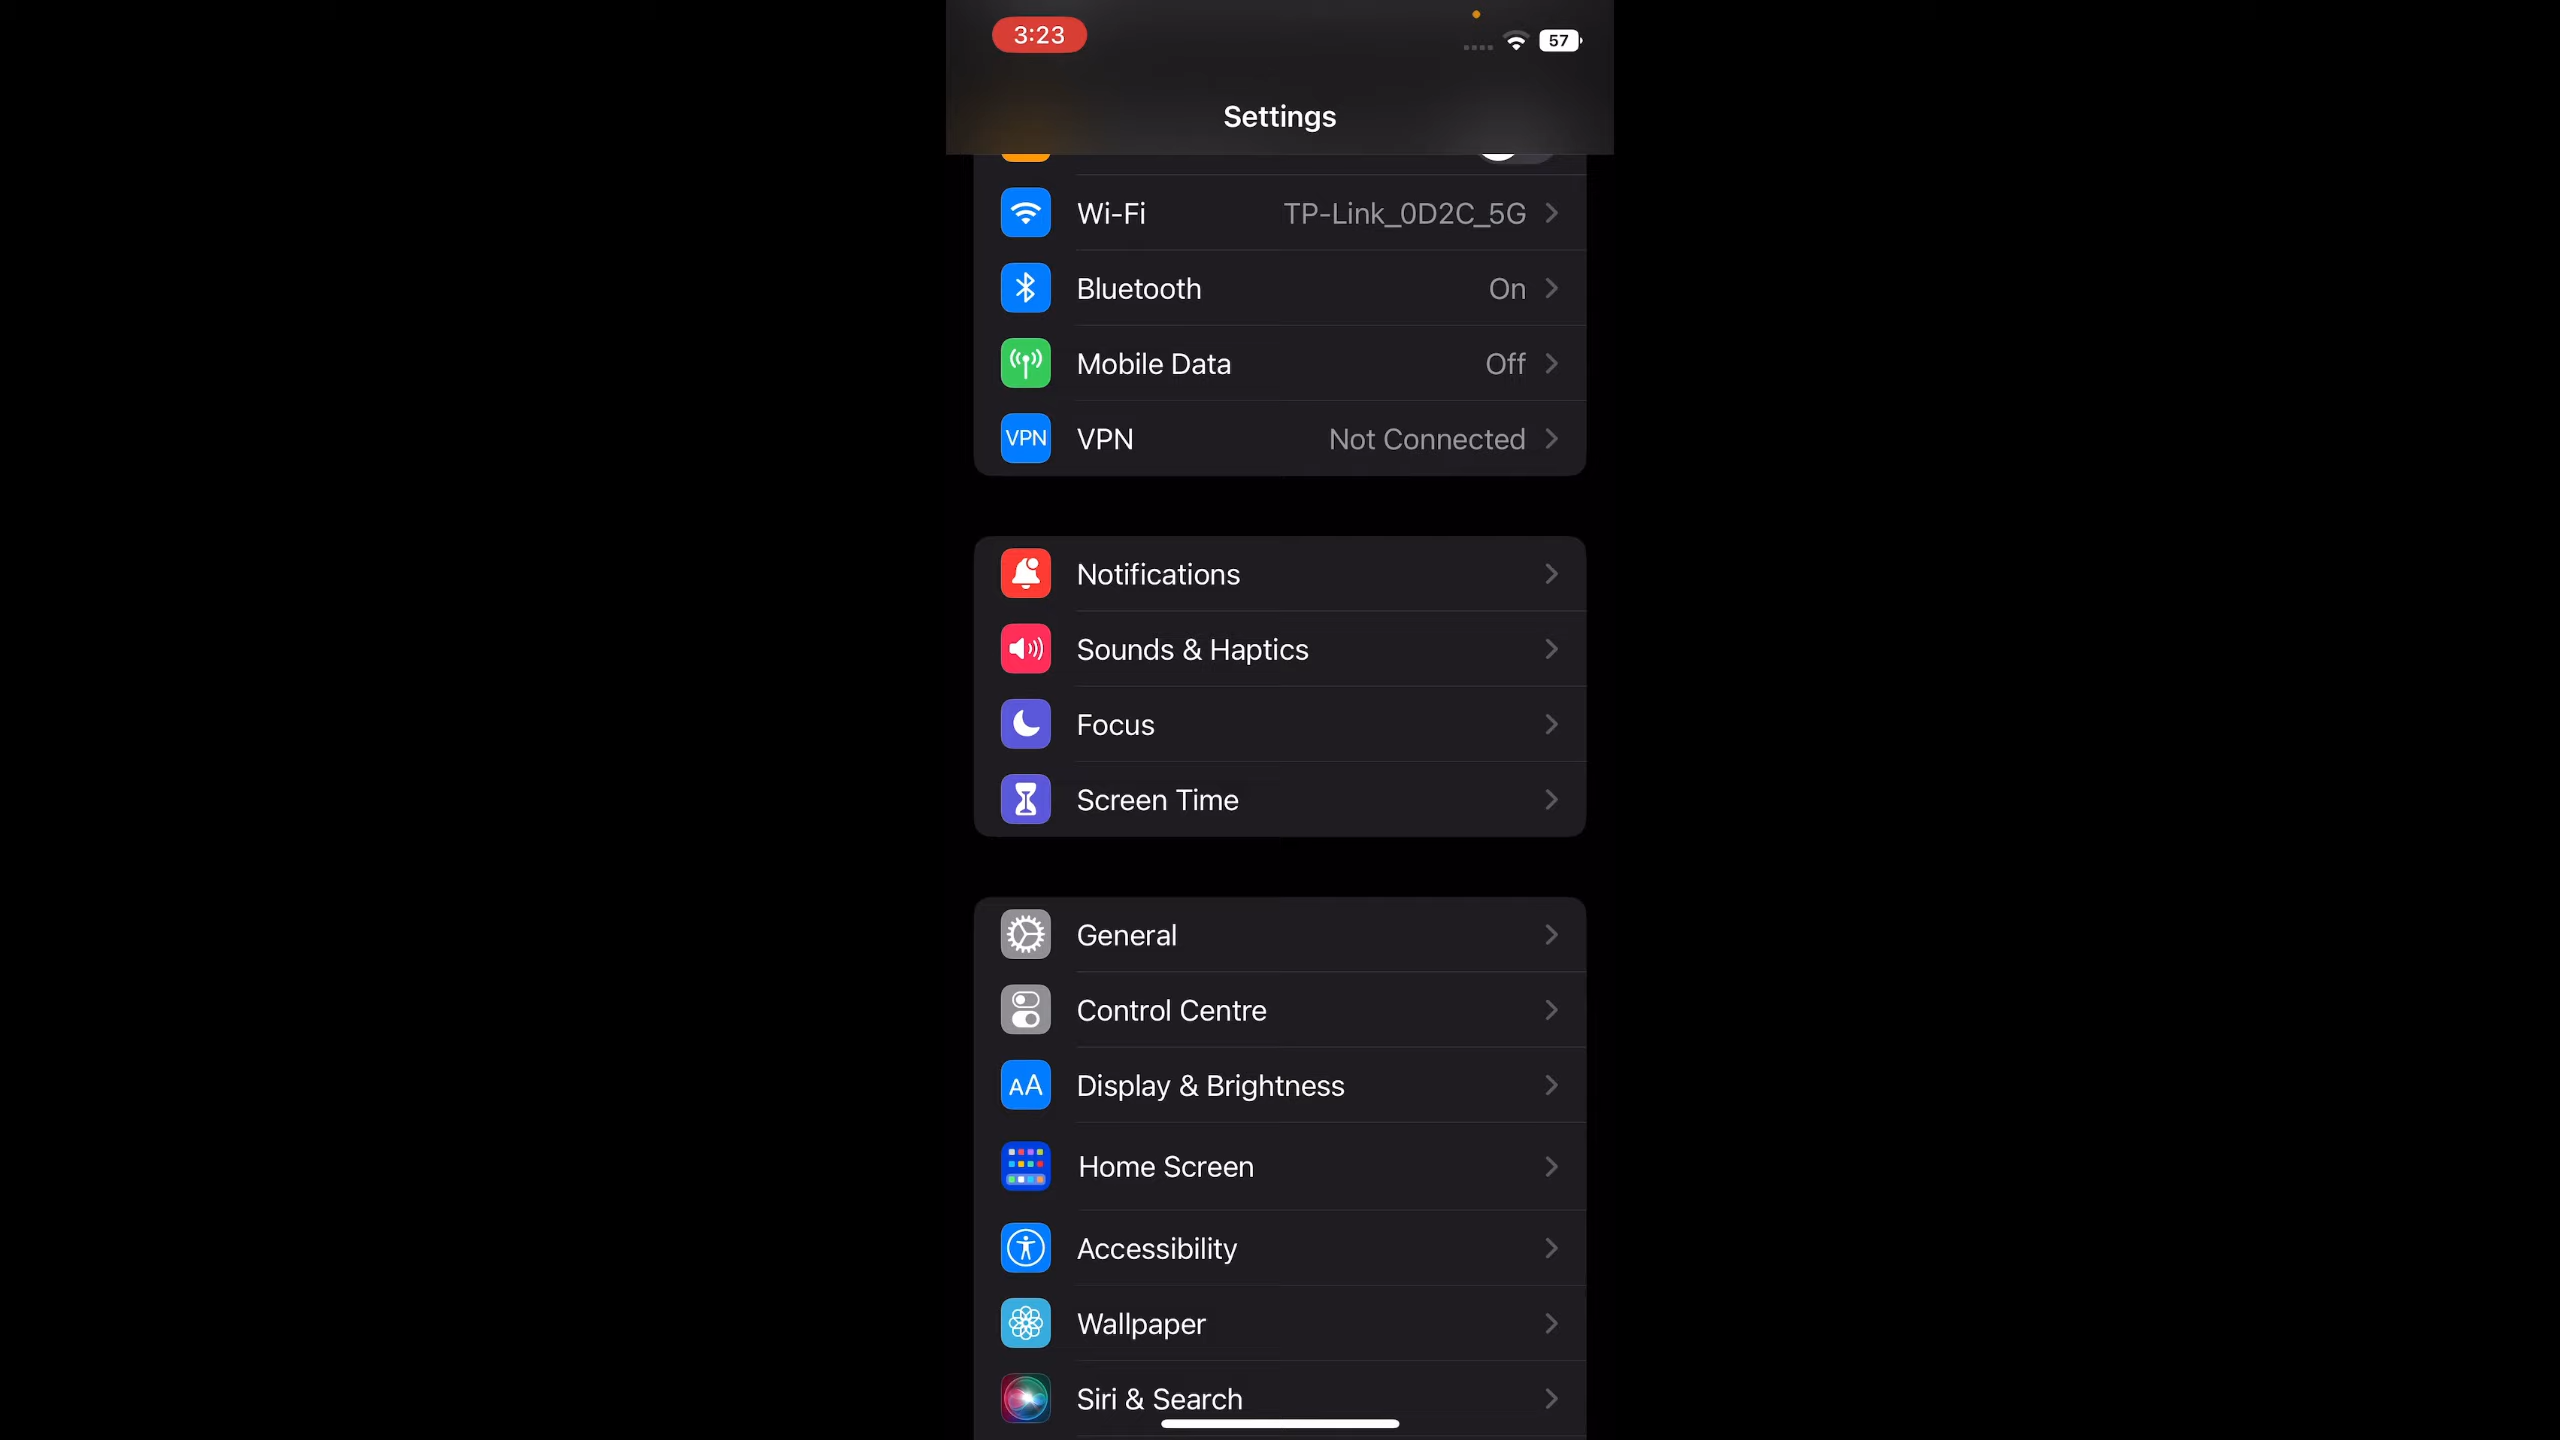 3:23
57
Settings
Wi-Fi TP-Link_0D2C_5G
Bluetooth On
Mobile Data Off
VPN VPN Not Connected
Notifications
Sounds & Haptics
Focus
Screen Time
General
Control Centre
AA Display & Brightness
Home Screen
Accessibility
Wallpaper
Siri & Search